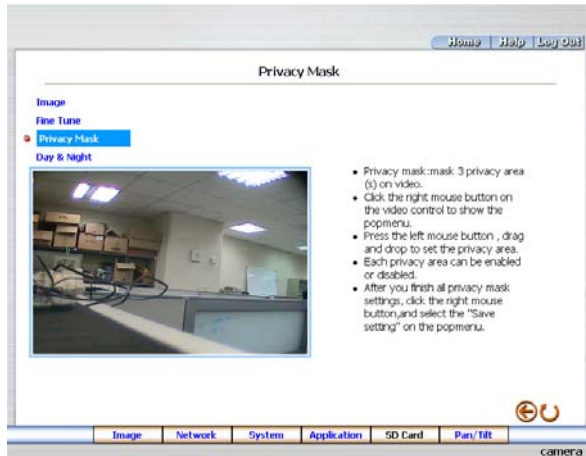 Home Help Log Out
Privacy Mask
Image
Fine Tune
Privacy Mask
Day & Night
Privacy mask:mask 3 privacy area
(s) on video.
Click the right mouse button on
the video control to show the
popmenu.
Press the left mouse button , drag
and drop to set the privacy area.
Each privacy area can be enabled
or disabled.
After you finish all privacy mask
settings, click the right mouse
button,and select the "Save
setting" on the popmenu.
Image Network System Application SD Card Pan/Tilt
camera